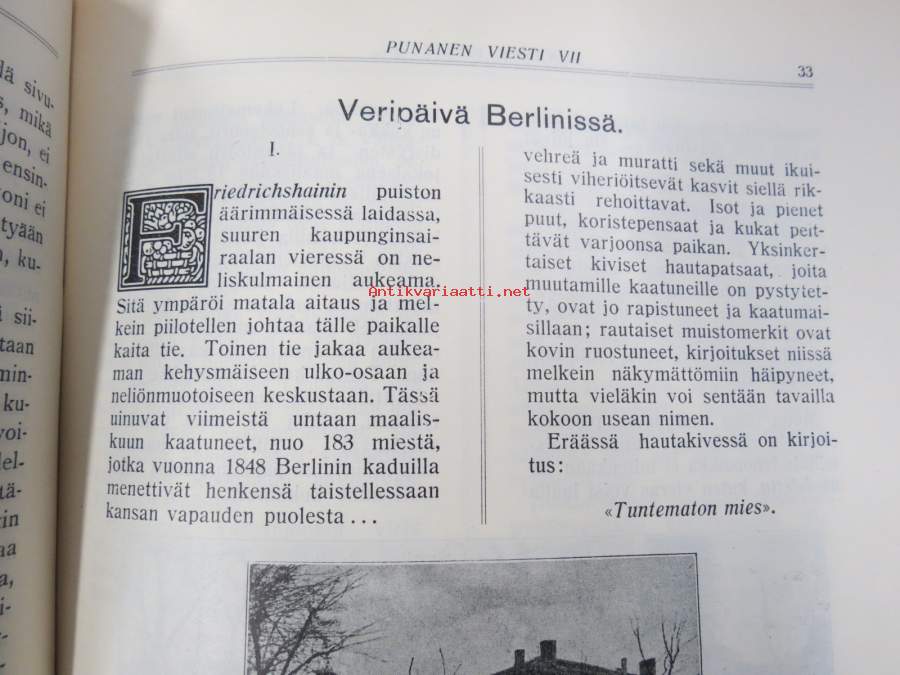 PUNANEN VIESTI VII
33
Veripäivä Berlinissä.
I.
Friedrichshainin puiston
äärimmäisessä laidassa,
suuren kaupunginsai-
raalan vieressä on ne-
liskulmainen aukeama.
Sitä ympäröi matala aitaus ja mel-
kein piilotellen johtaa tälle paikalle
kaita tie. Toinen tie jakaa aukea-
man kehysmäiseen ulko-osaan ja
neliönmuotoiseen keskustaan. Tässä
uinuvat viimeistä untaan maalis-
kuun kaatuneet, nuo 183 miestä,
jotka vuonna 1848 Berlinin kaduilla
menettivät henkensä taistellessaan
kansan vapauden puolesta ...
vehreä ja muratti sekä muut ikui-
sesti viheriöitsevät kasvit siellä rik-
kaasti rehoittavat. Isot ja pienet
puut, koristepensaat ja kukat peit-
tävät varjoonsa paikan. Yksinker-
taiset kiviset hautapatsaat, joita
muutamille kaatuneille on pystytet-
ty, ovat jo rapistuneet ja kaatumai-
sillaan; rautaiset muistomerkit ovat
kovin ruostuneet, kirjoitukset niissä
melkein näkymättömiin häipyneet,
mutta vieläkin voi sentään tavailla
kokoon usean nimen.
Eräässä hautakivessä on kirjoi-
tus:
«Tuntematon mies».
Antikvariaatti.net